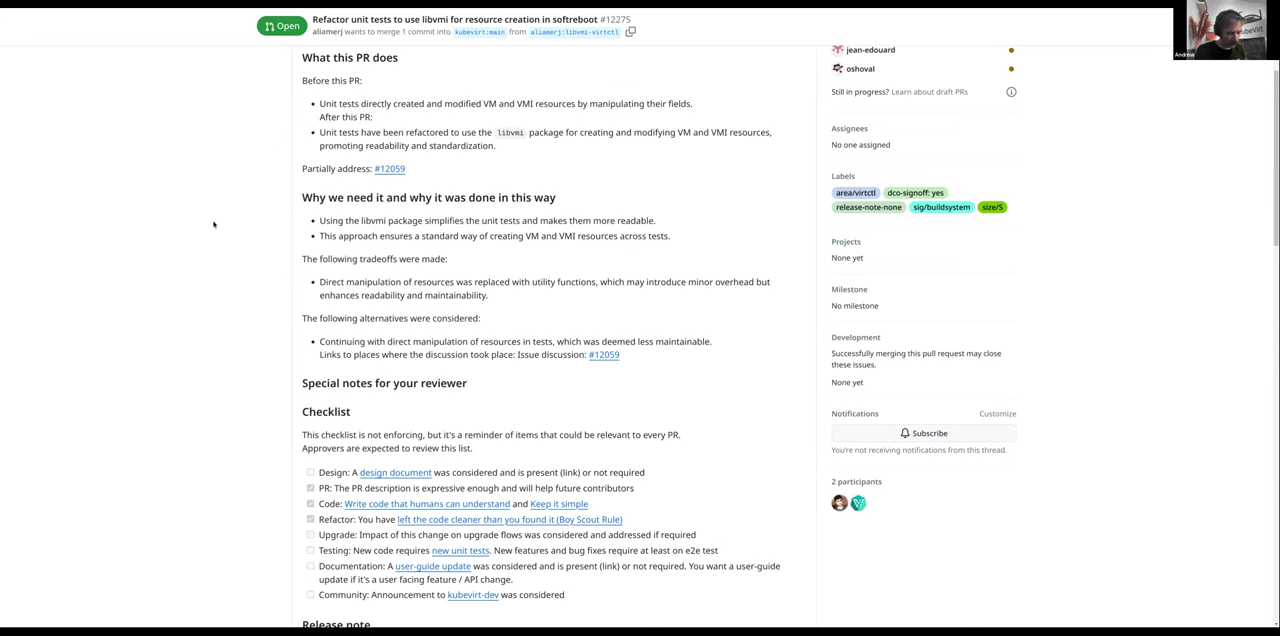 Open
Refactor unit tests to use libvmi for resource creation in softreboot #12275
aliamerj wants to merge 1 commit into kubevirt:main from aliamerj:libvmi-virtctl
What this PR does
Before this PR:
• Unit tests directly created and modified VM and VMI resources by manipulating their fields.
After this PR:
• Unit tests have been refactored to use the libvmi package for creating and modifying VM and VMI resources,
promoting readability and standardization.
Partially address: #12059
Why we need it and why it was done in this way
• Using the libvmi package simplifies the unit tests and makes them more readable.
• This approach ensures a standard way of creating VM and VMI resources across tests.
The following tradeoffs were made:
• Direct manipulation of resources was replaced with utility functions, which may introduce minor overhead but
enhances readability and maintainability.
The following alternatives were considered:
• Continuing with direct manipulation of resources in tests, which was deemed less maintainable.
Links to places where the discussion took place: Issue discussion: #12059
Special notes for your reviewer
Checklist
This checklist is not enforcing, but it's a reminder of items that could be relevant to every PR.
Approvers are expected to review this list.
Design: A design document was considered and is present (link) or not required
PR: The PR description is expressive enough and will help future contributors
Code: Write code that humans can understand and Keep it simple
Refactor: You have left the code cleaner than you found it (Boy Scout Rule)
Upgrade: Impact of this change on upgrade flows was considered and addressed if required
Testing: New code requires new unit tests. New features and bug fixes require at least on e2e test
Documentation: A user-guide update was considered and is present (link) or not required. You want a user-guide
update if it's a user facing feature / API change.
Community: Announcement to kubevirt-dev was considered
Release note
jean-edouard
oshoval
Still in progress? Learn about draft PRs
Assignees
No one assigned
Labels
area/virtctl dco-signoff: yes
release-note-none sig/buildsystem size/S
Projects
None yet
Milestone
No milestone
Development
Successfully merging this pull request may close
these issues.
None yet
Notifications Customize
Subscribe
You're not receiving notifications from this thread.
2 participants
Andrew